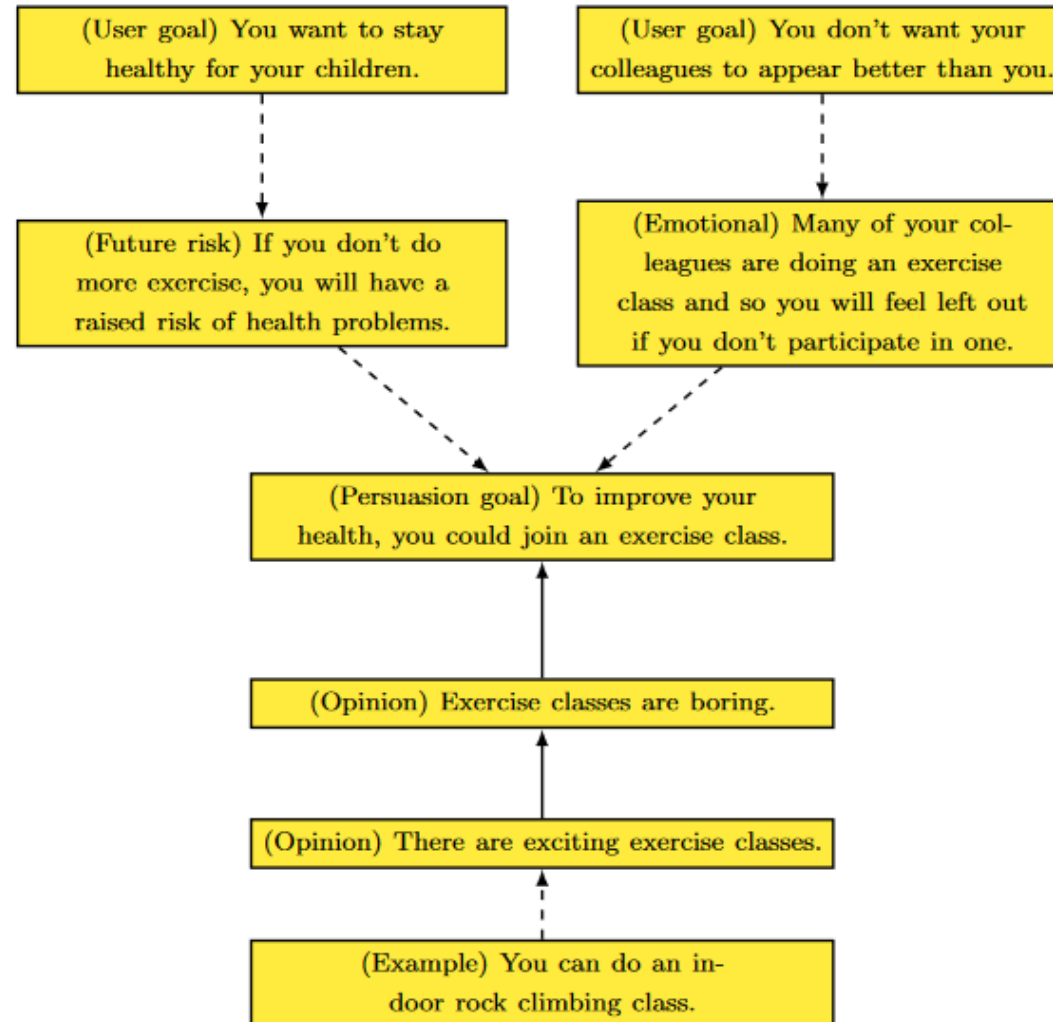 (User goal) You want to stay
healthy for your children.
(User goal) You don't want your
colleagues to appear better than you.
(Future risk) If you don't do
more exercise, you will have a
raised risk of health problems.
(Emotional) Many of your col-
leagues are doing an exercise
class and so you will feel left out
if you don't participate in one.
(Persuasion goal) To improve your
health, you could join an exercise class.
(Opinion) Exercise classes are boring.
(Opinion) There are exciting exercise classes.
(Example) You can do an in-
door rock climbing class.